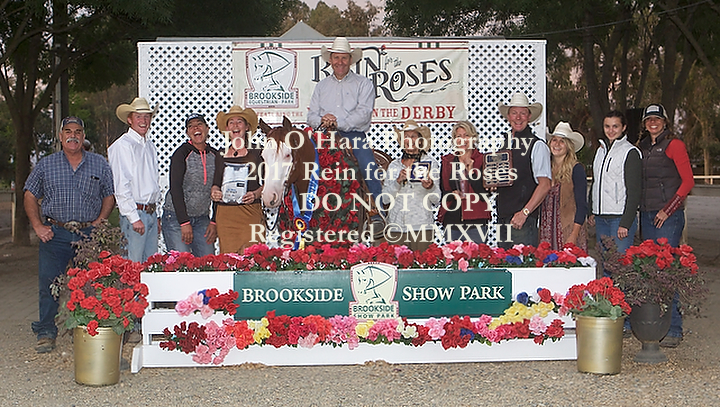 REIN for the ROSES
BROOKSIDE
EQUESTRIAN PARK
IN THE DERBY
John O'Hara Photography
2017 Rein for the Roses
DO NOT COPY
Registered ©MMXVII
BROOKSIDE SHOW PARK
BROOKSIDE
SHOW PARK